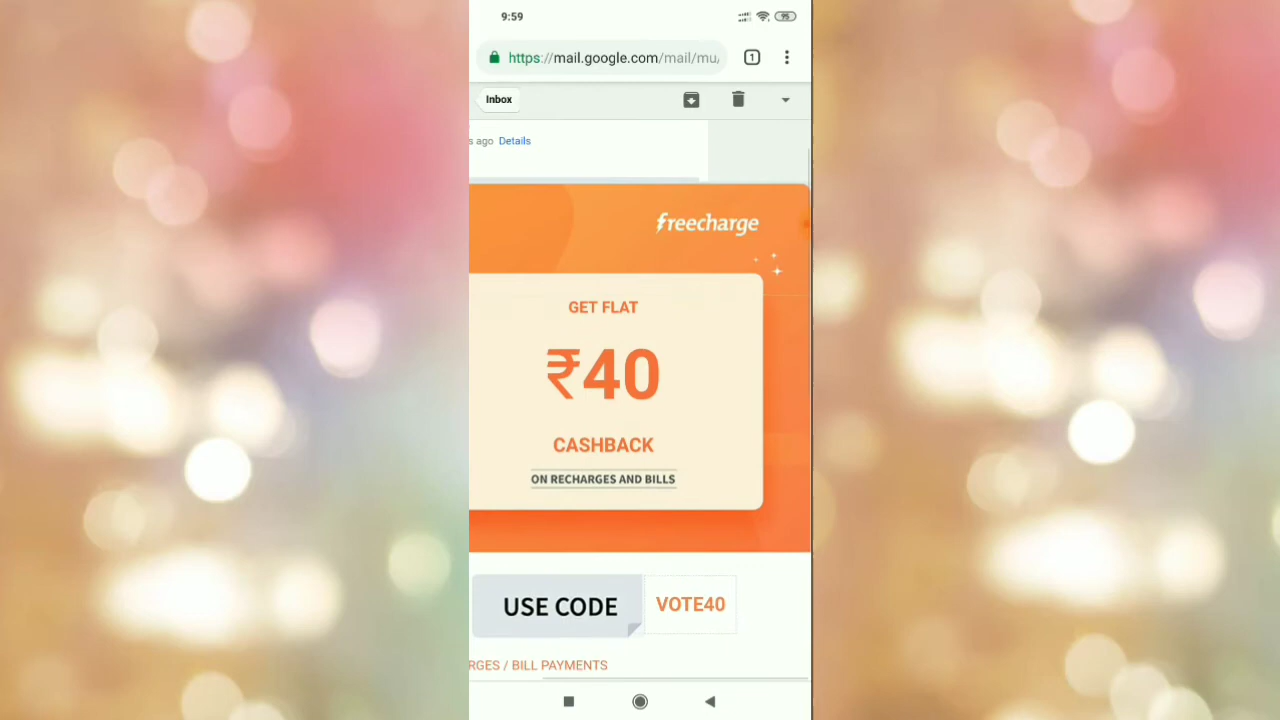 9:59
95
https://mail.google.com/mail/mu/
1
Inbox
s ago Details
freecharge
GET FLAT
₹40
CASHBACK
ON RECHARGES AND BILLS
USE CODE
VOTE40
RGES / BILL PAYMENTS